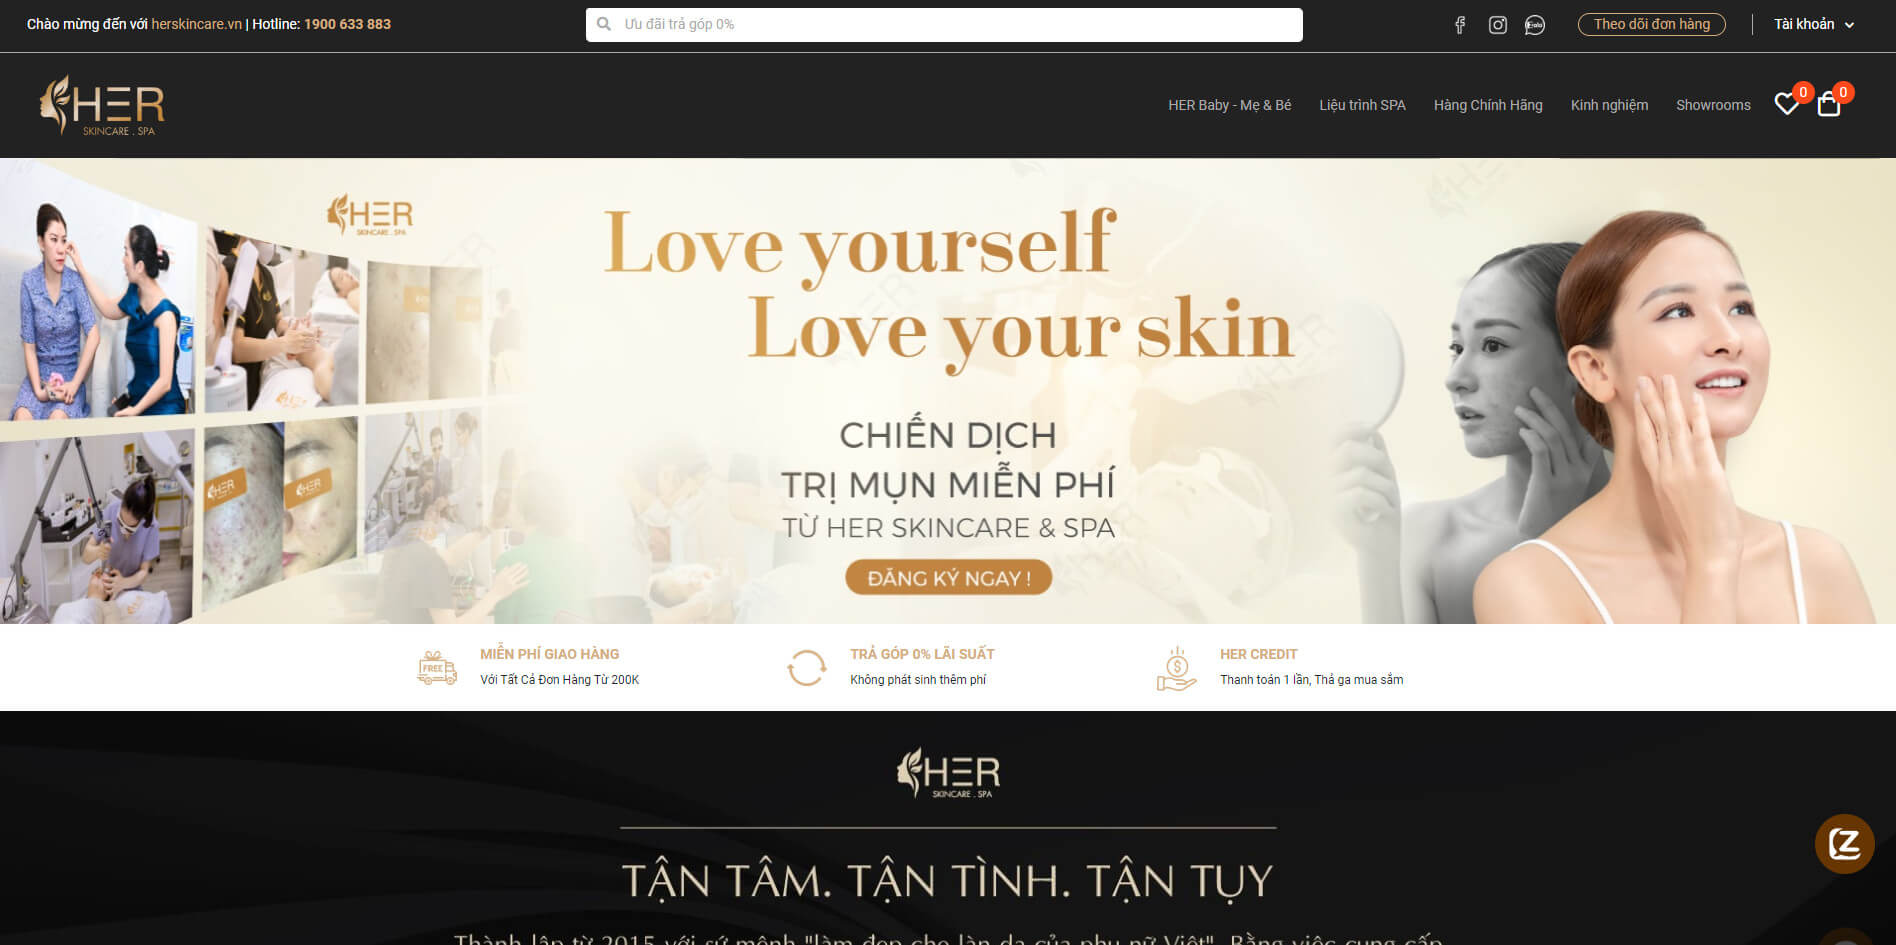 Chào mừng đến với herskincare.vn | Hotline: 1900 633 883
Ưu đãi trả góp 0%
Zalo
Theo dõi đơn hàng
Tài khoản
HER
SKINCARE . SPA
HER Baby - Mẹ & Bé
Liệu trình SPA
Hàng Chính Hãng
Kinh nghiệm
Showrooms
0
0
HER
SKINCARE . SPA
Love yourself
Love your skin
CHIẾN DỊCH
TRỊ MỤN MIỄN PHÍ
TỪ HER SKINCARE & SPA
ĐĂNG KÝ NGAY !
HER
HER
FREE
MIỄN PHÍ GIAO HÀNG
Với Tất Cả Đơn Hàng Từ 200K
TRẢ GÓP 0% LÃI SUẤT
Không phát sinh thêm phí
HER CREDIT
Thanh toán 1 lần, Thả ga mua sắm
HER
SKINCARE . SPA
TẬN TÂM. TẬN TÌNH. TẬN TỤY
Thành lập từ 2015 với sứ mệnh "làm đẹp cho làn da của phụ nữ Việt". Bằng việc cung cấp